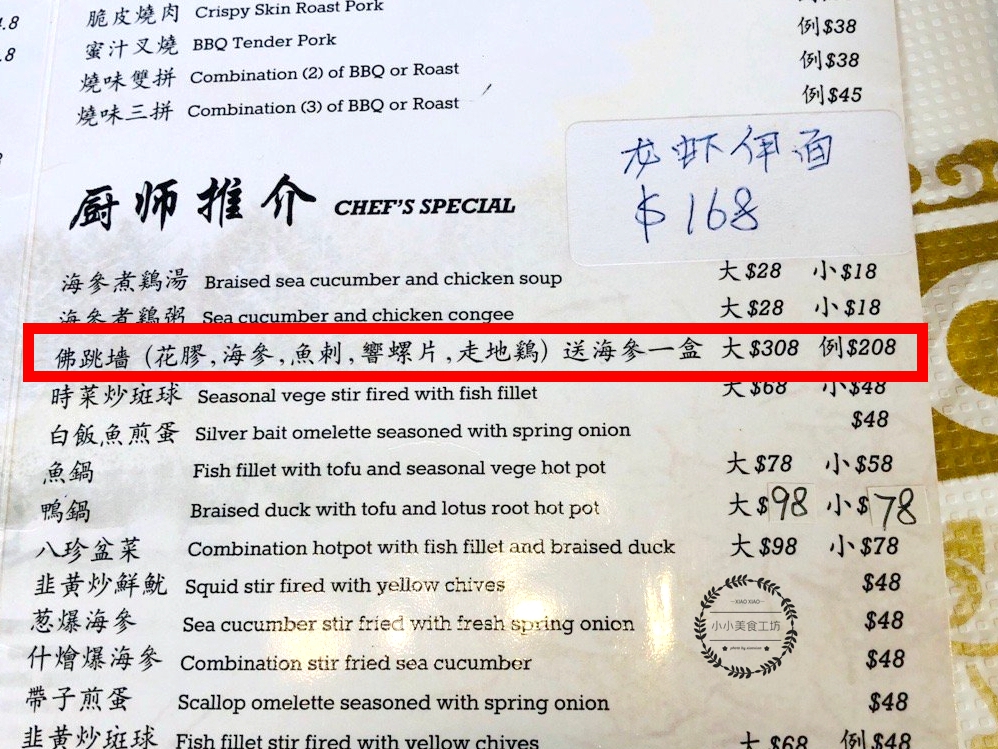 脆皮燒肉 Crispy Skin Roast Pork
.8
蜜汁叉燒 BBQ Tender Pork 例$38
.8
燒味雙拼 Combination (2) of BBQ or Roast 例$38
燒味三拼 Combination (3) of BBQ or Roast 例$45
龙虾伊面
$168
厨师推介 CHEF'S SPECIAL
海參煮鷄湯 Braised sea cucumber and chicken soup 大$28 小$18
海參煮鷄粥 Sea cucumber and chicken congee 大$28 小$18
佛跳墻 (花膠,海參,魚刺,響螺片,走地鷄) 送海參一盒 大$308 例$208
時菜炒斑球 Seasonal vege stir fired with fish fillet 大$68 小$48
白飯魚煎蛋 Silver bait omelette seasoned with spring onion $48
魚鍋 Fish fillet with tofu and seasonal vege hot pot 大$78 小$58
鴨鍋 Braised duck with tofu and lotus root hot pot 大$98 小$78
八珍盆菜 Combination hotpot with fish fillet and braised duck 大$98 小$78
韭黄炒鮮魷 Squid stir fired with yellow chives $48
葱爆海參 Sea cucumber stir fried with fresh spring onion $48
什燴爆海參 Combination stir fried sea cucumber $48
帶子煎蛋 Scallop omelette seasoned with spring onion $48
韭黄炒斑球 Fish fillet stir fired with yellow chives 大$68 例$48
XIAO XIAO
小小美食工坊